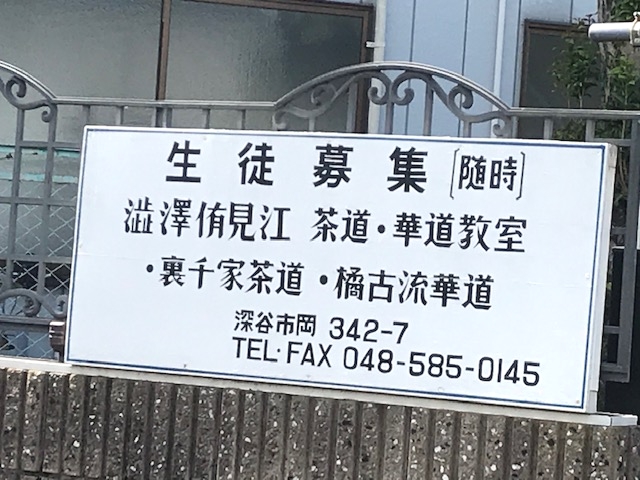 生徒募集〔随時〕
澁澤侑見江 茶道・華道教室
・裏千家茶道 ・橘古流華道
深谷市岡 342-7
TEL・FAX 048-585-0145